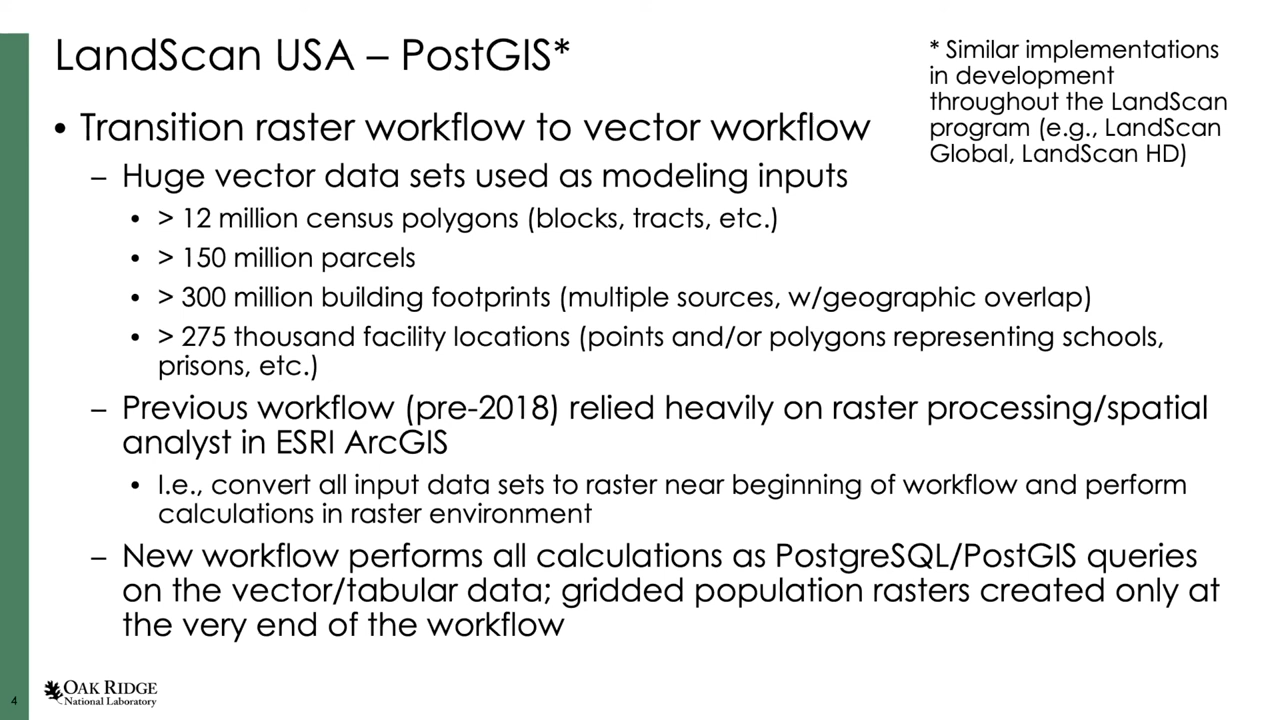 LandScan USA – PostGIS*
* Similar implementations
in development
throughout the LandScan
program (e.g., LandScan
Global, LandScan HD)
• Transition raster workflow to vector workflow
– Huge vector data sets used as modeling inputs
• > 12 million census polygons (blocks, tracts, etc.)
• > 150 million parcels
• > 300 million building footprints (multiple sources, w/geographic overlap)
• > 275 thousand facility locations (points and/or polygons representing schools,
prisons, etc.)
– Previous workflow (pre-2018) relied heavily on raster processing/spatial
analyst in ESRI ArcGIS
• I.e., convert all input data sets to raster near beginning of workflow and perform
calculations in raster environment
– New workflow performs all calculations as PostgreSQL/PostGIS queries
on the vector/tabular data; gridded population rasters created only at
the very end of the workflow
4
OAK RIDGE
National Laboratory